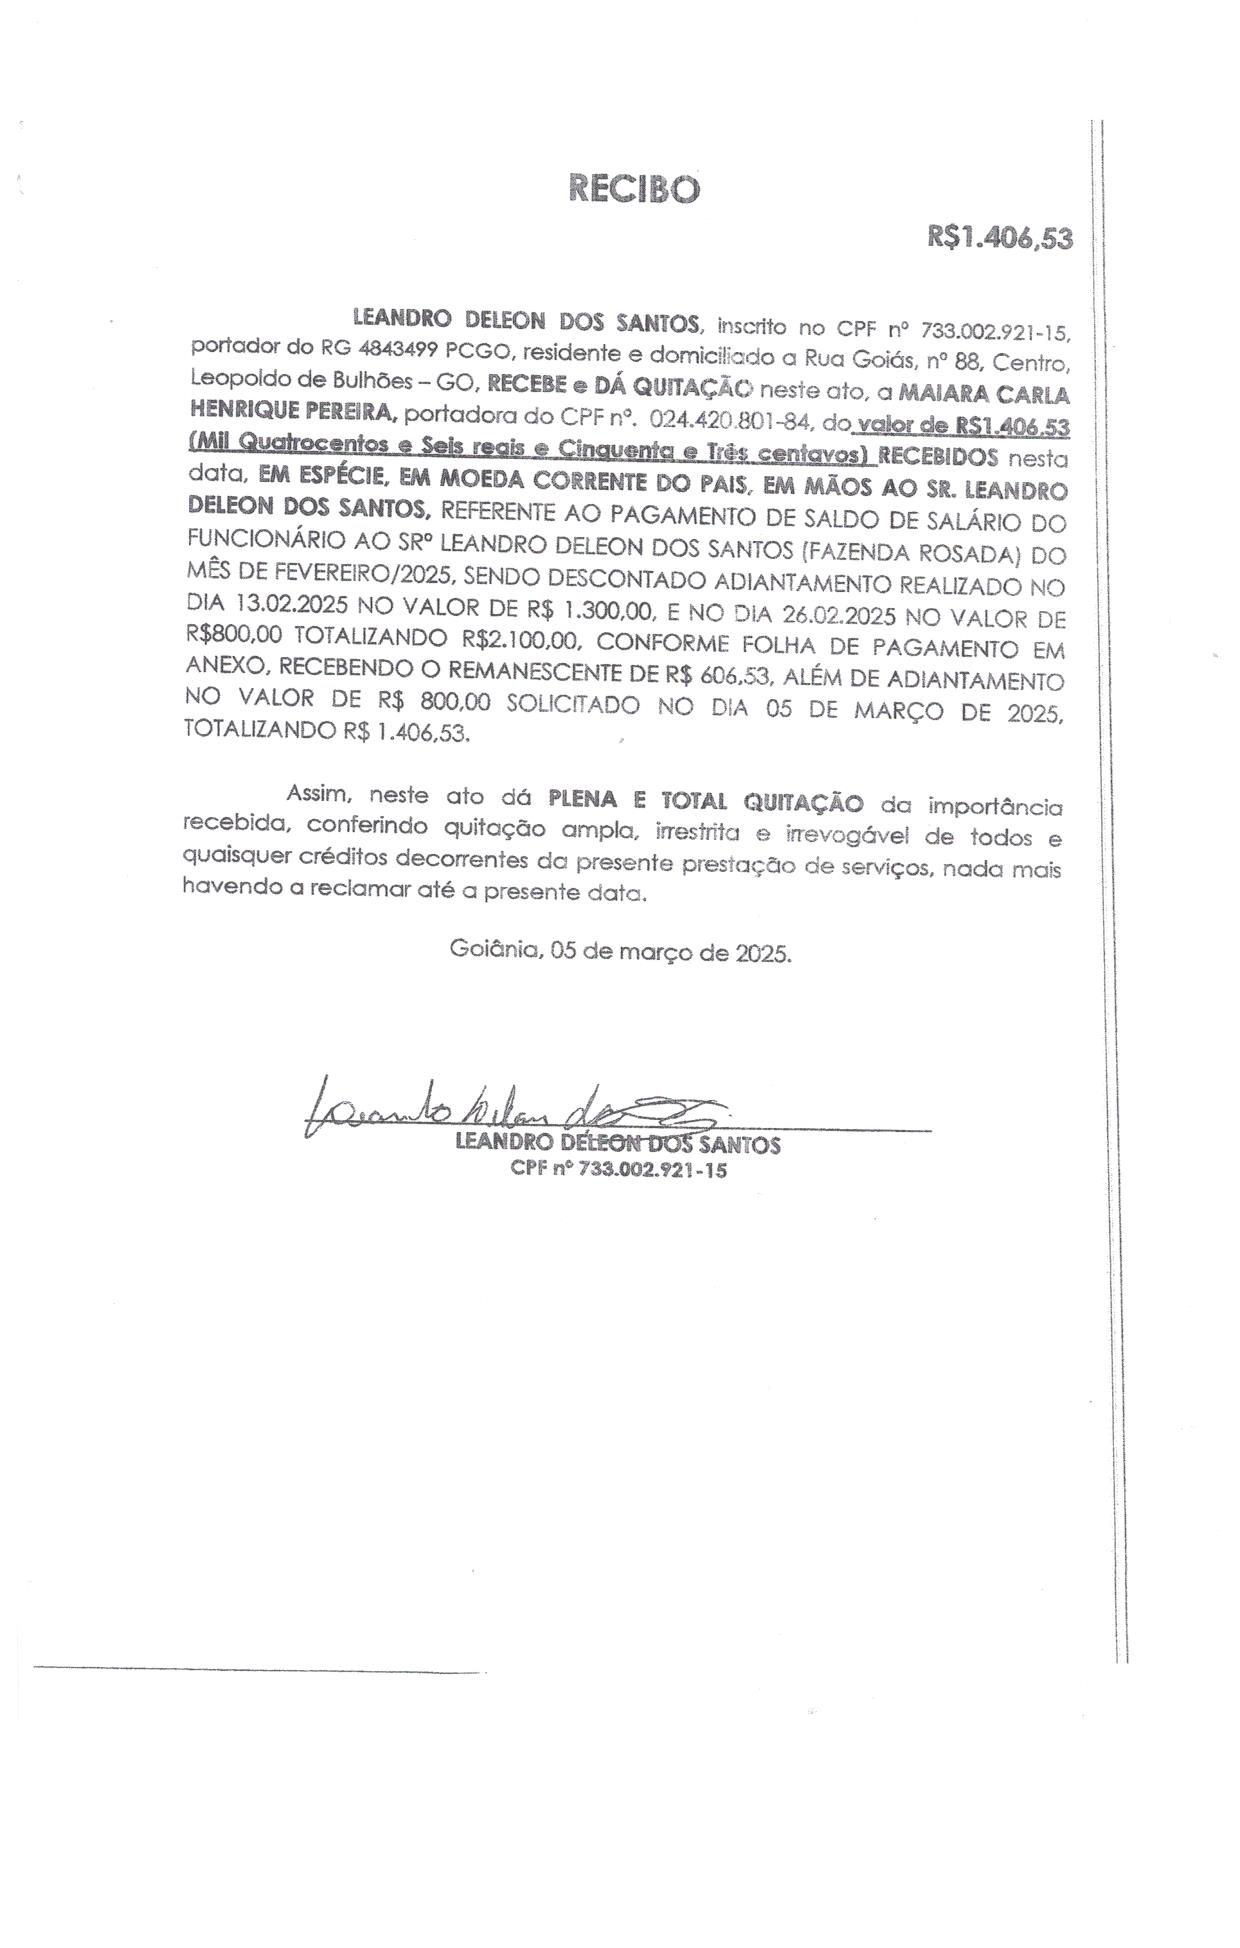 RECIBO
R$1.406,53
LEANDRO DELEON DOS SANTOS, inscrito no CPF nº 733.002.921-15,
portador do RG 4843499 PCGO, residente e domiciliado a Rua Goiás, nº 88, Centro,
Leopoldo de Bulhões – GO, RECEBE e DÁ QUITAÇÃO neste ato, a MAIARA CARLA
HENRIQUE PEREIRA, portadora do CPF nº. 024.420.801-84, do valor de R$1.406,53
(Mil Quatrocentos e Seis reais e Cinquenta e Três centavos) RECEBIDOS nesta
data, EM ESPÉCIE, EM MOEDA CORRENTE DO PAIS, EM MÃOS AO SR. LEANDRO
DELEON DOS SANTOS, REFERENTE AO PAGAMENTO DE SALDO DE SALÁRIO DO
FUNCIONÁRIO AO SRº LEANDRO DELEON DOS SANTOS (FAZENDA ROSADA) DO
MÊS DE FEVEREIRO/2025, SENDO DESCONTADO ADIANTAMENTO REALIZADO NO
DIA 13.02.2025 NO VALOR DE R$ 1.300,00, E NO DIA 26.02.2025 NO VALOR DE
R$800,00 TOTALIZANDO R$2.100,00, CONFORME FOLHA DE PAGAMENTO EM
ANEXO, RECEBENDO O REMANESCENTE DE R$ 606,53, ALÉM DE ADIANTAMENTO
NO VALOR DE R$ 800,00 SOLICITADO NO DIA 05 DE MARÇO DE 2025,
TOTALIZANDO R$ 1.406,53.
Assim, neste ato dá PLENA E TOTAL QUITAÇÃO da importância
recebida, conferindo quitação ampla, irrestrita e irrevogável de todos e
quaisquer créditos decorrentes da presente prestação de serviços, nada mais
havendo a reclamar até a presente data.
Goiânia, 05 de março de 2025.
LEANDRO DELEON DOS SANTOS
CPF nº 733.002.921-15